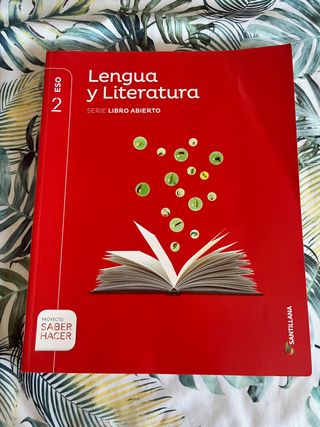 2 ESO
Lengua
y Literatura
SERIE LIBRO ABIERTO
PROYECTO
SABER
HACER
SANTILLANA